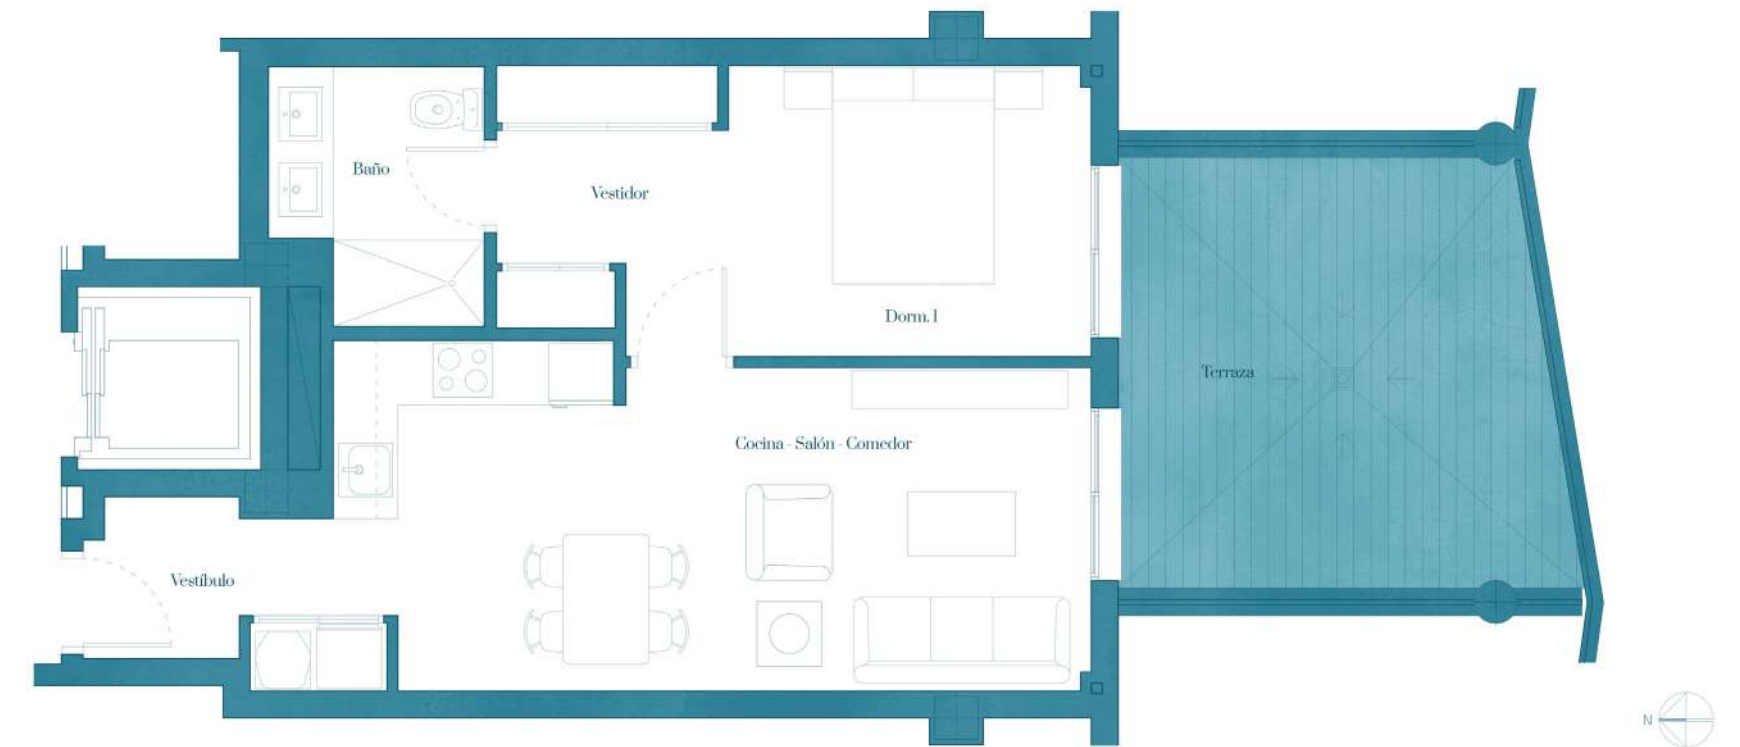 Baño
Vestidor
Dorm. 1
Terraza
Cocina - Salón - Comedor
Vestíbulo
N